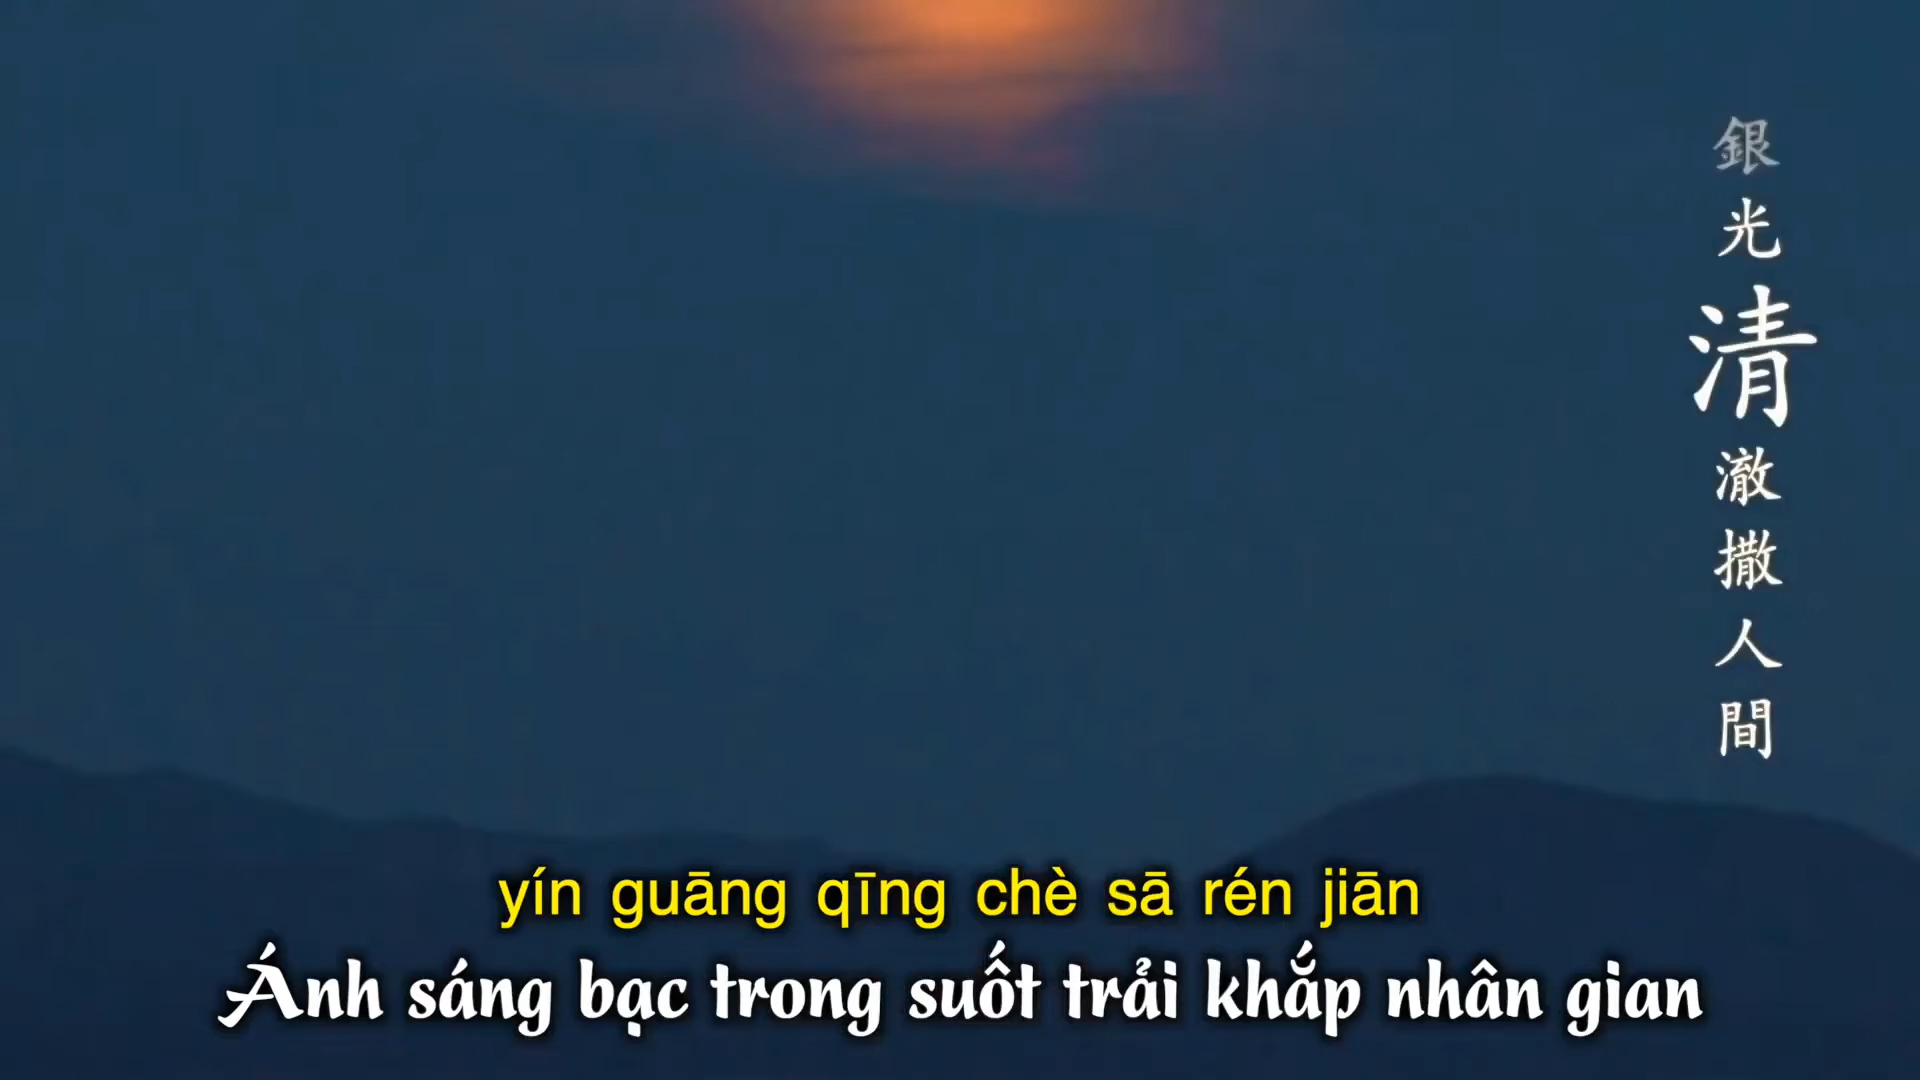 銀光清澈撒人間
yín guāng qīng chè sā rén jiān
Ánh sáng bạc trong suốt trải khắp nhân gian